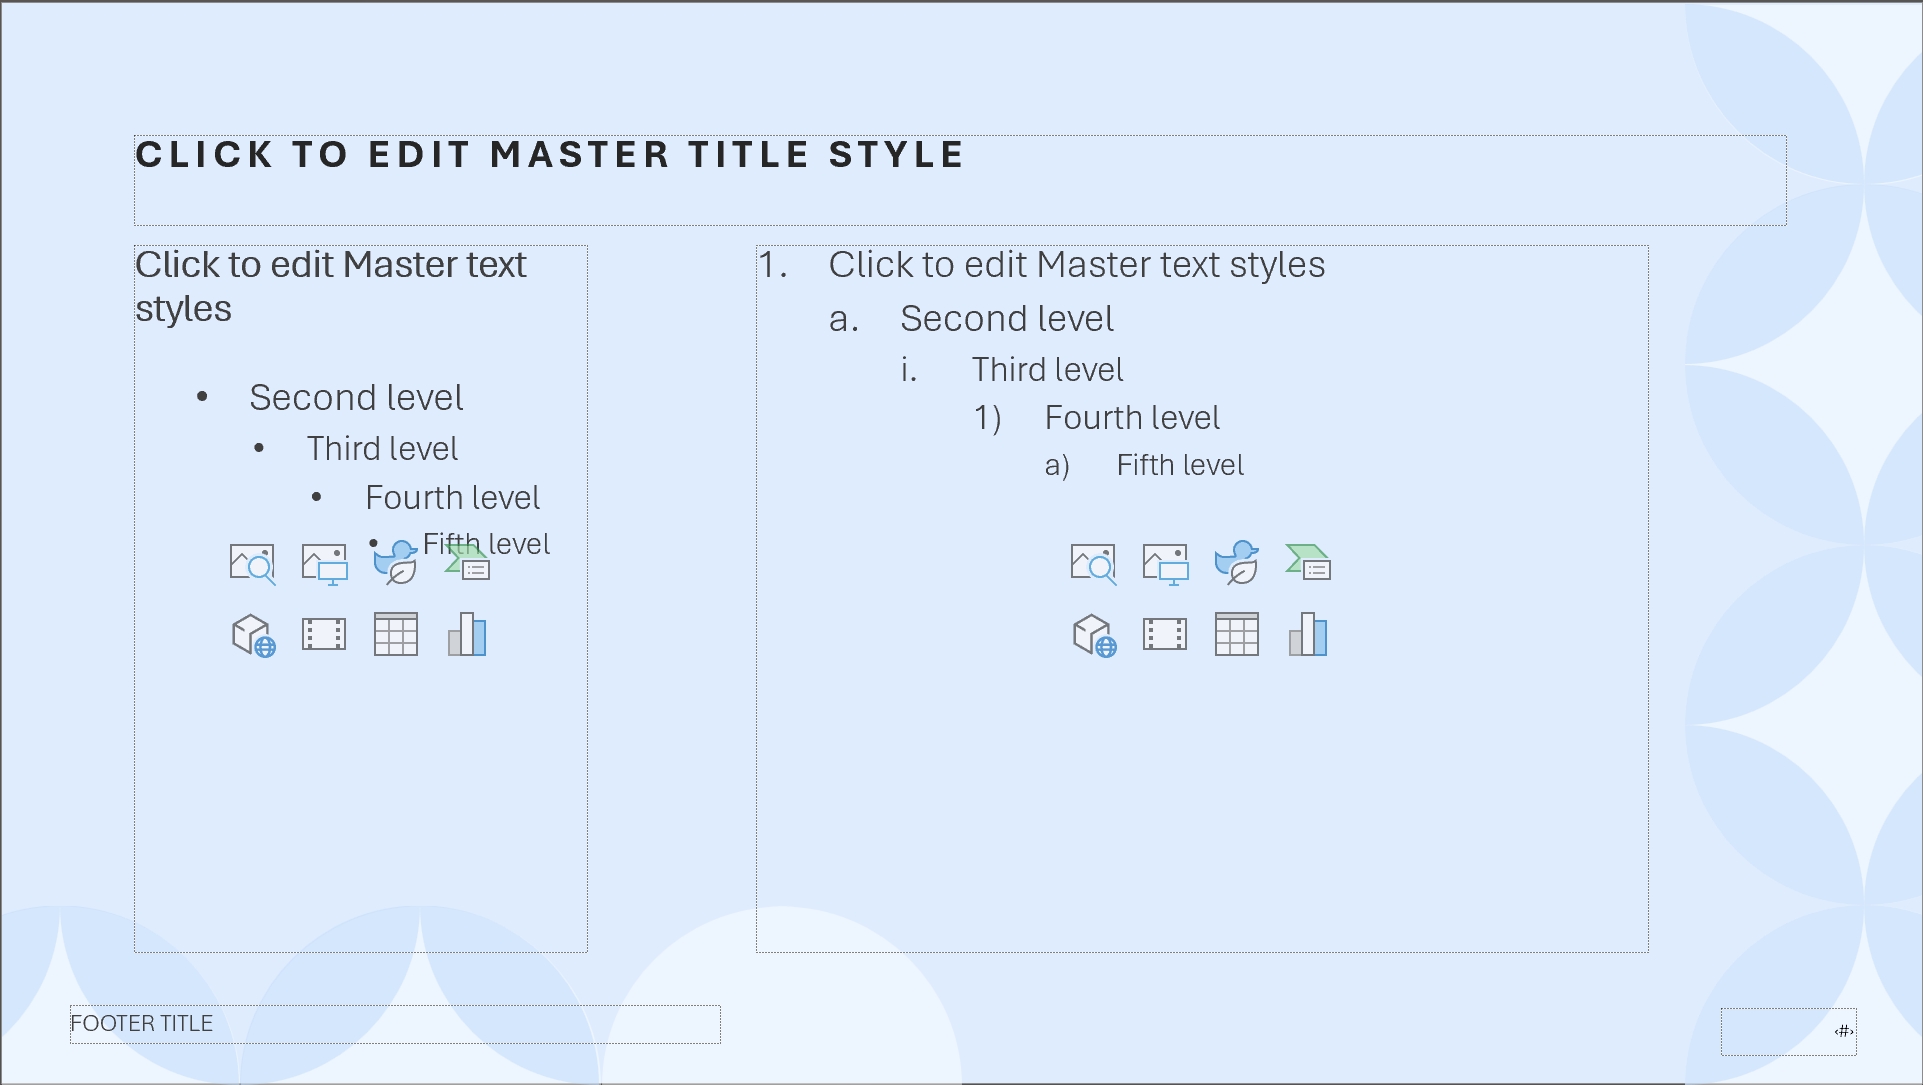 CLICK TO EDIT MASTER TITLE STYLE
Click to edit Master text
styles
• Second level
• Third level
• Fourth level
• Fifth level
1. Click to edit Master text styles
a. Second level
i. Third level
1) Fourth level
a) Fifth level
FOOTER TITLE
‹#›